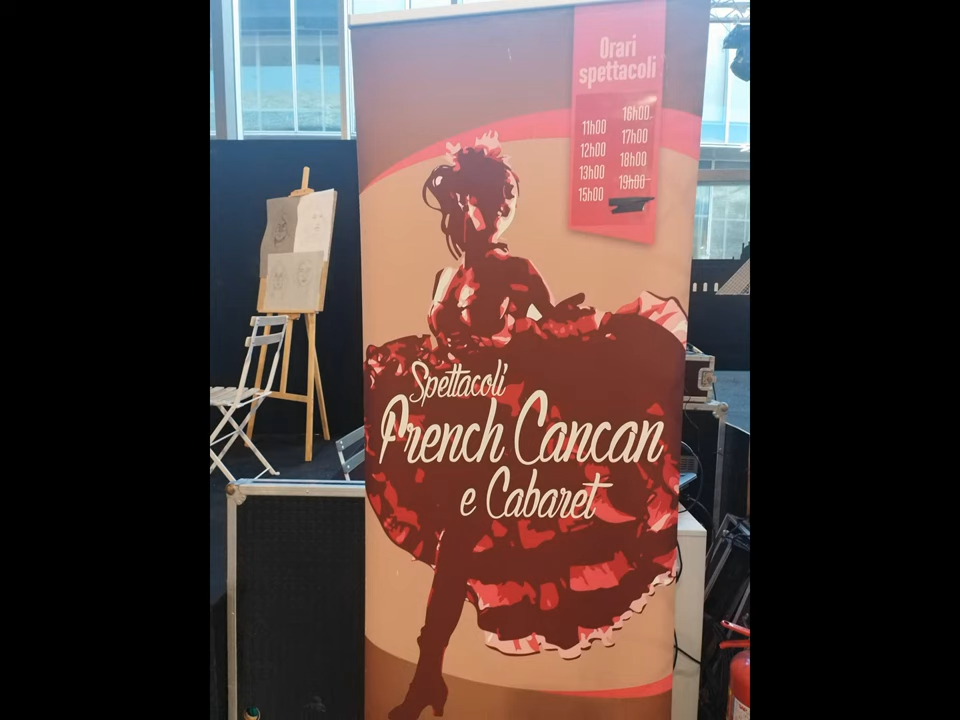 Orari
spettacoli
11h00
12h00
13h00
15h00
16h00
17h00
18h00
19h00
Spettacoli
French Cancan
e Cabaret